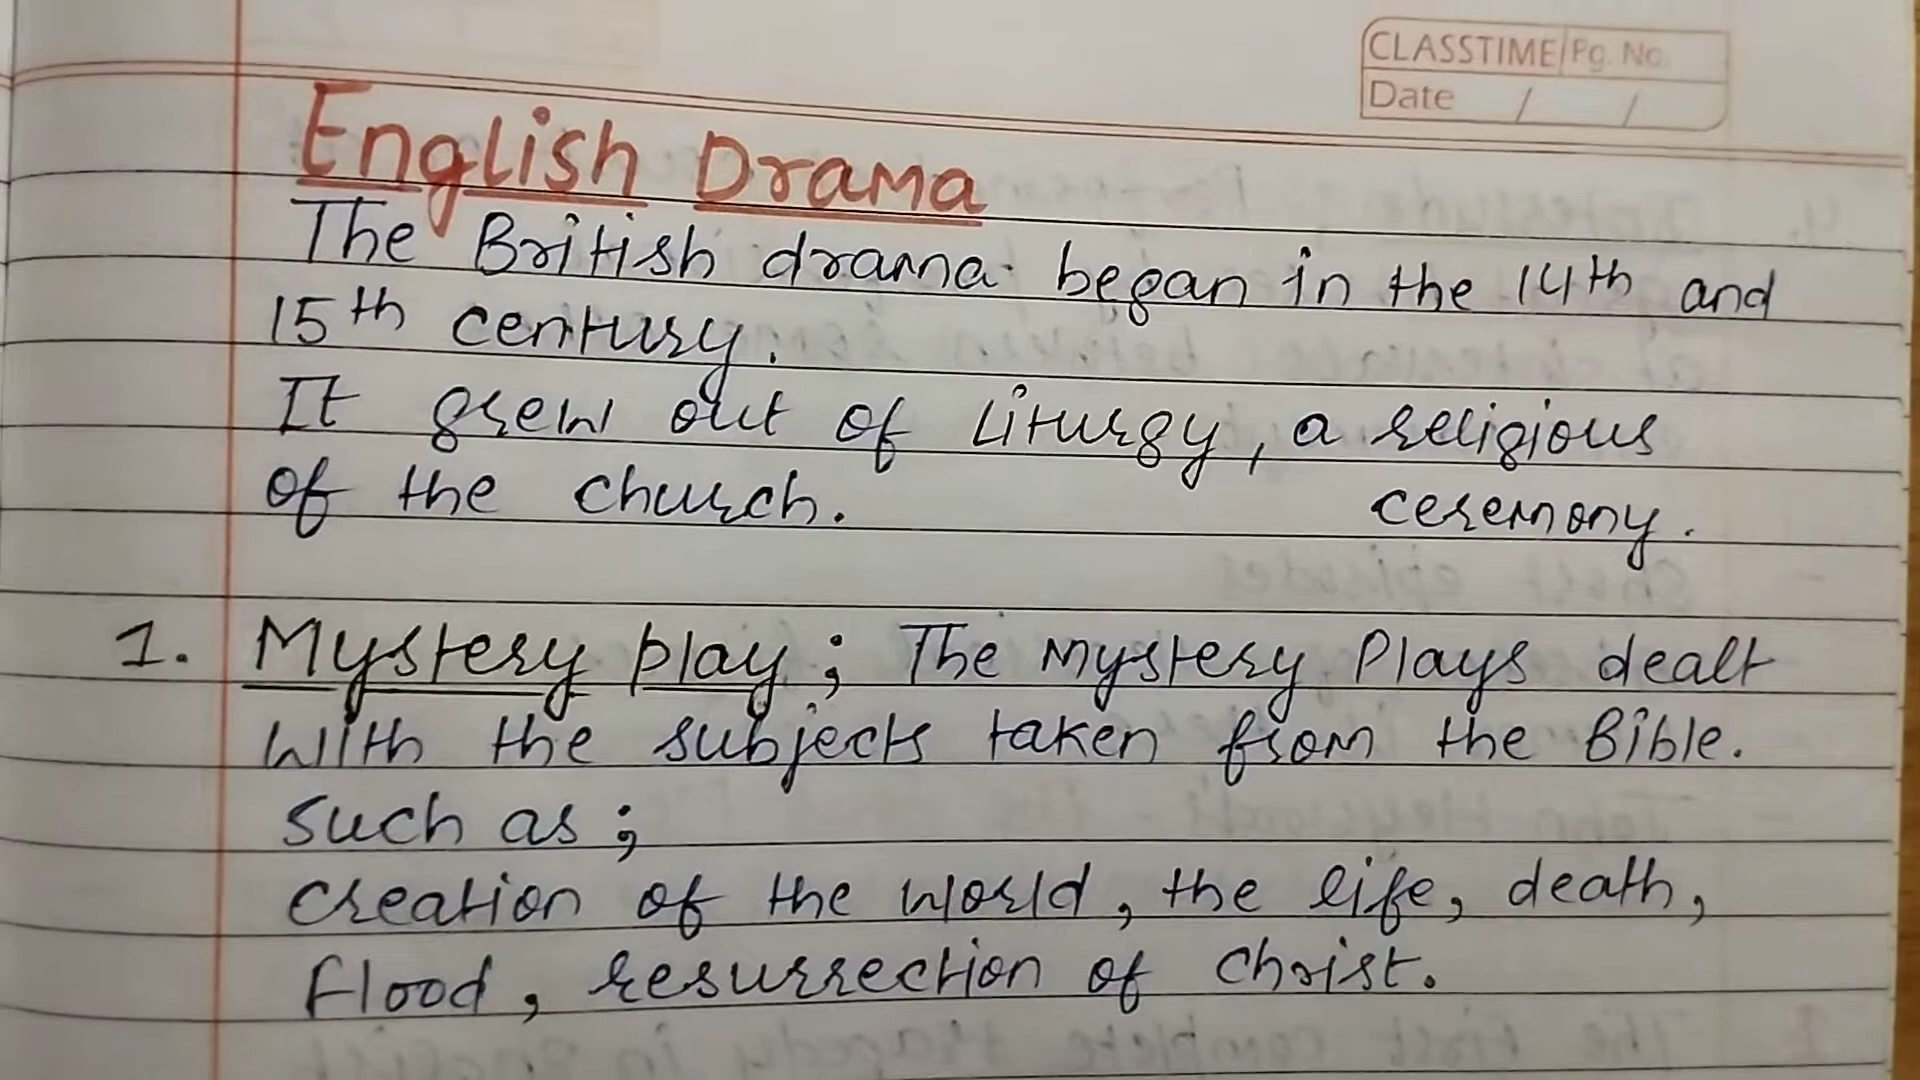 CLASSTIME Pg. No.
Date / /
English Drama
The British drama began in the 14th and
15th century.
It grew out of Liturgy, a religious
of the church. ceremony.
1. Mystery play ; The Mystery Plays dealt
with the subjects taken from the Bible.
such as ;
creation of the world, the life, death,
flood, resurrection of christ.